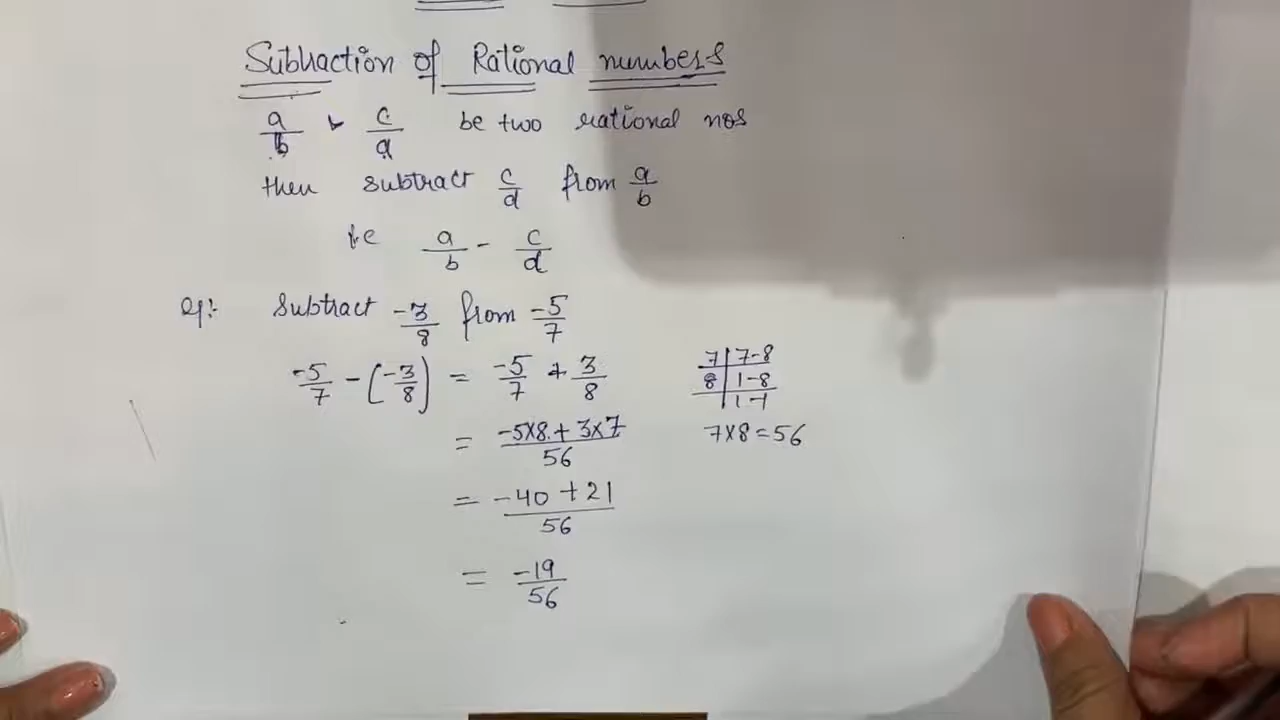 Subtraction of Rational numbers
a/b & c/d be two rational nos
then subtract c/d from a/b
ie a/b - c/d
eg:- Subtract -3/8 from -5/7
-5/7 - (-3/8) = -5/7 + 3/8
= -5×8 + 3×7 / 56
= -40 + 21 / 56
= -19/56
7 | 7-8
8 | 1-8
| 1-1
7×8=56